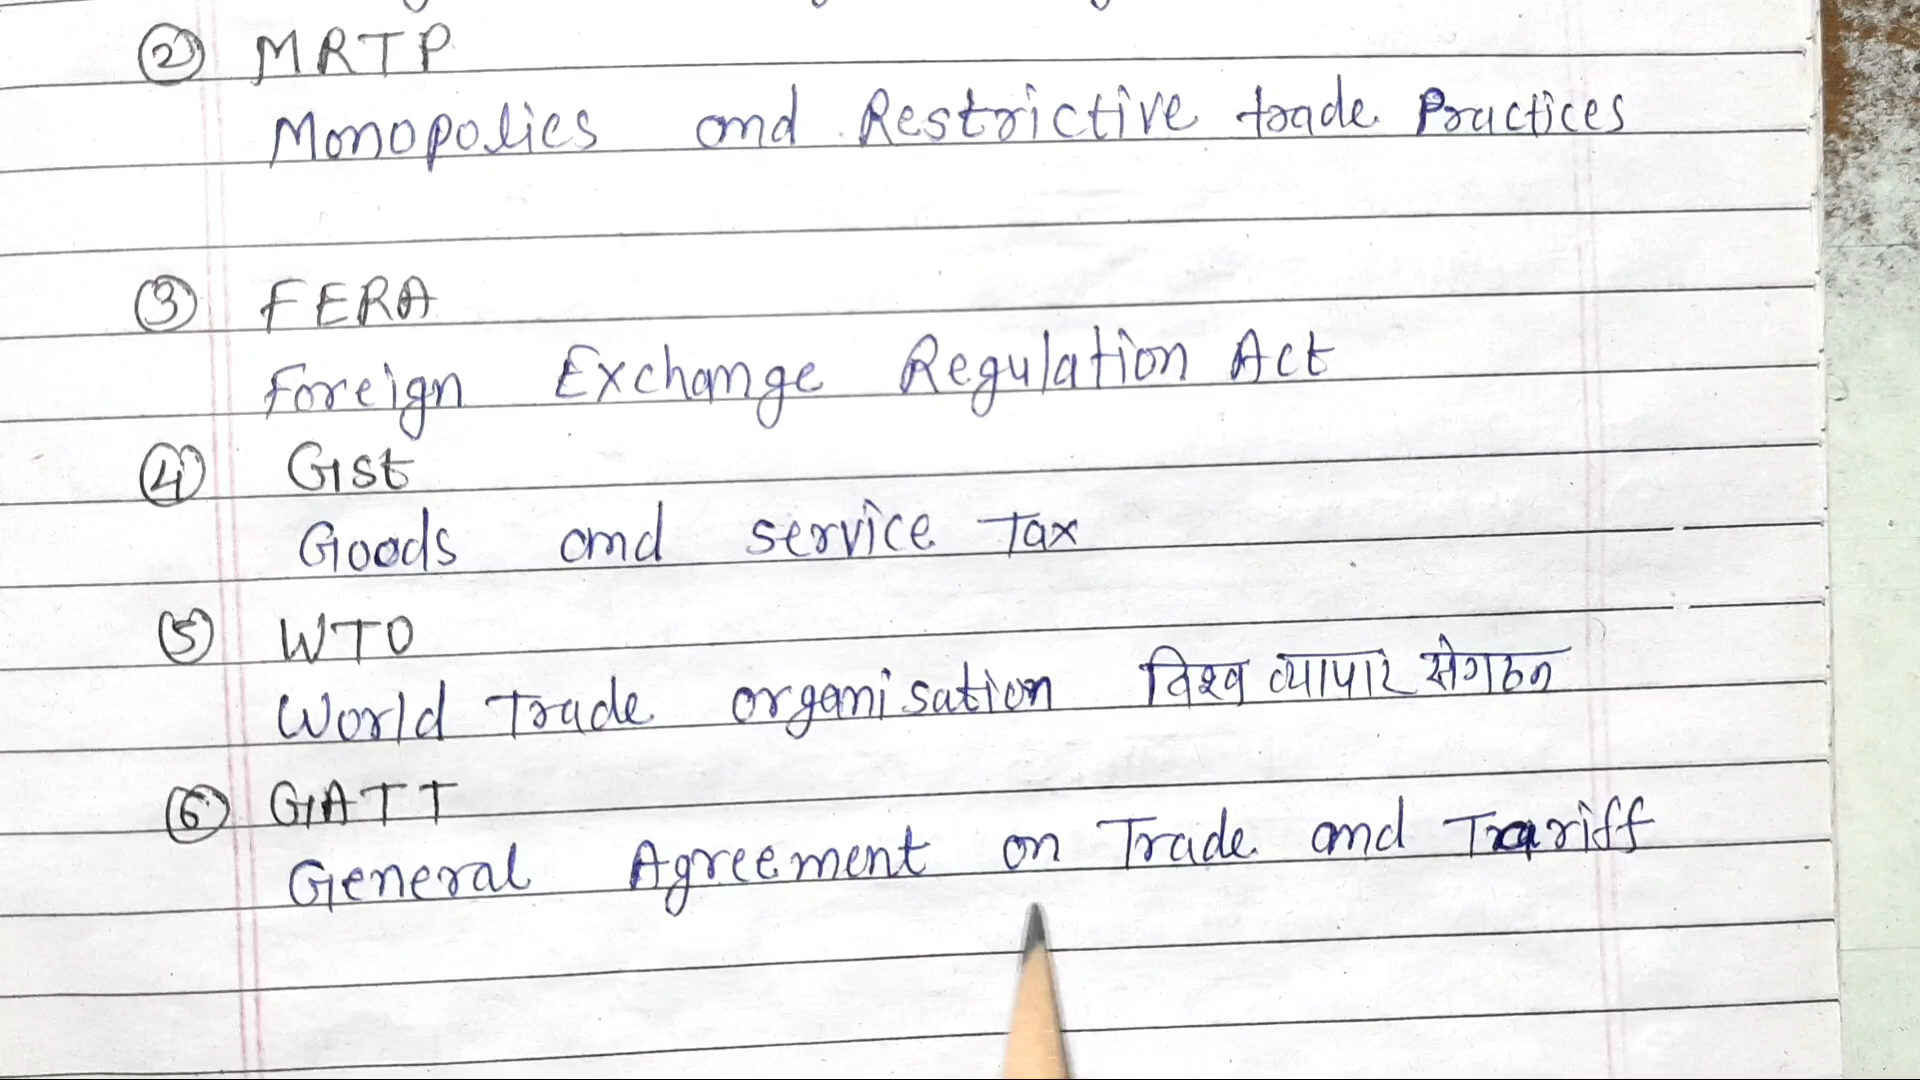 ② MRTP
Monopolies and Restrictive trade Practices
③ FERA
Foreign Exchange Regulation Act
④ Gst
Goods and service Tax
⑤ WTO
World Trade organisation विश्व व्यापार संगठन
⑥ GATT
General Agreement on Trade and Tariff